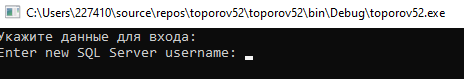 C:\Users\227410\source\repos\toporov52\toporov52\bin\Debug\toporov52.exe
Укажите данные для входа:
Enter new SQL Server username: